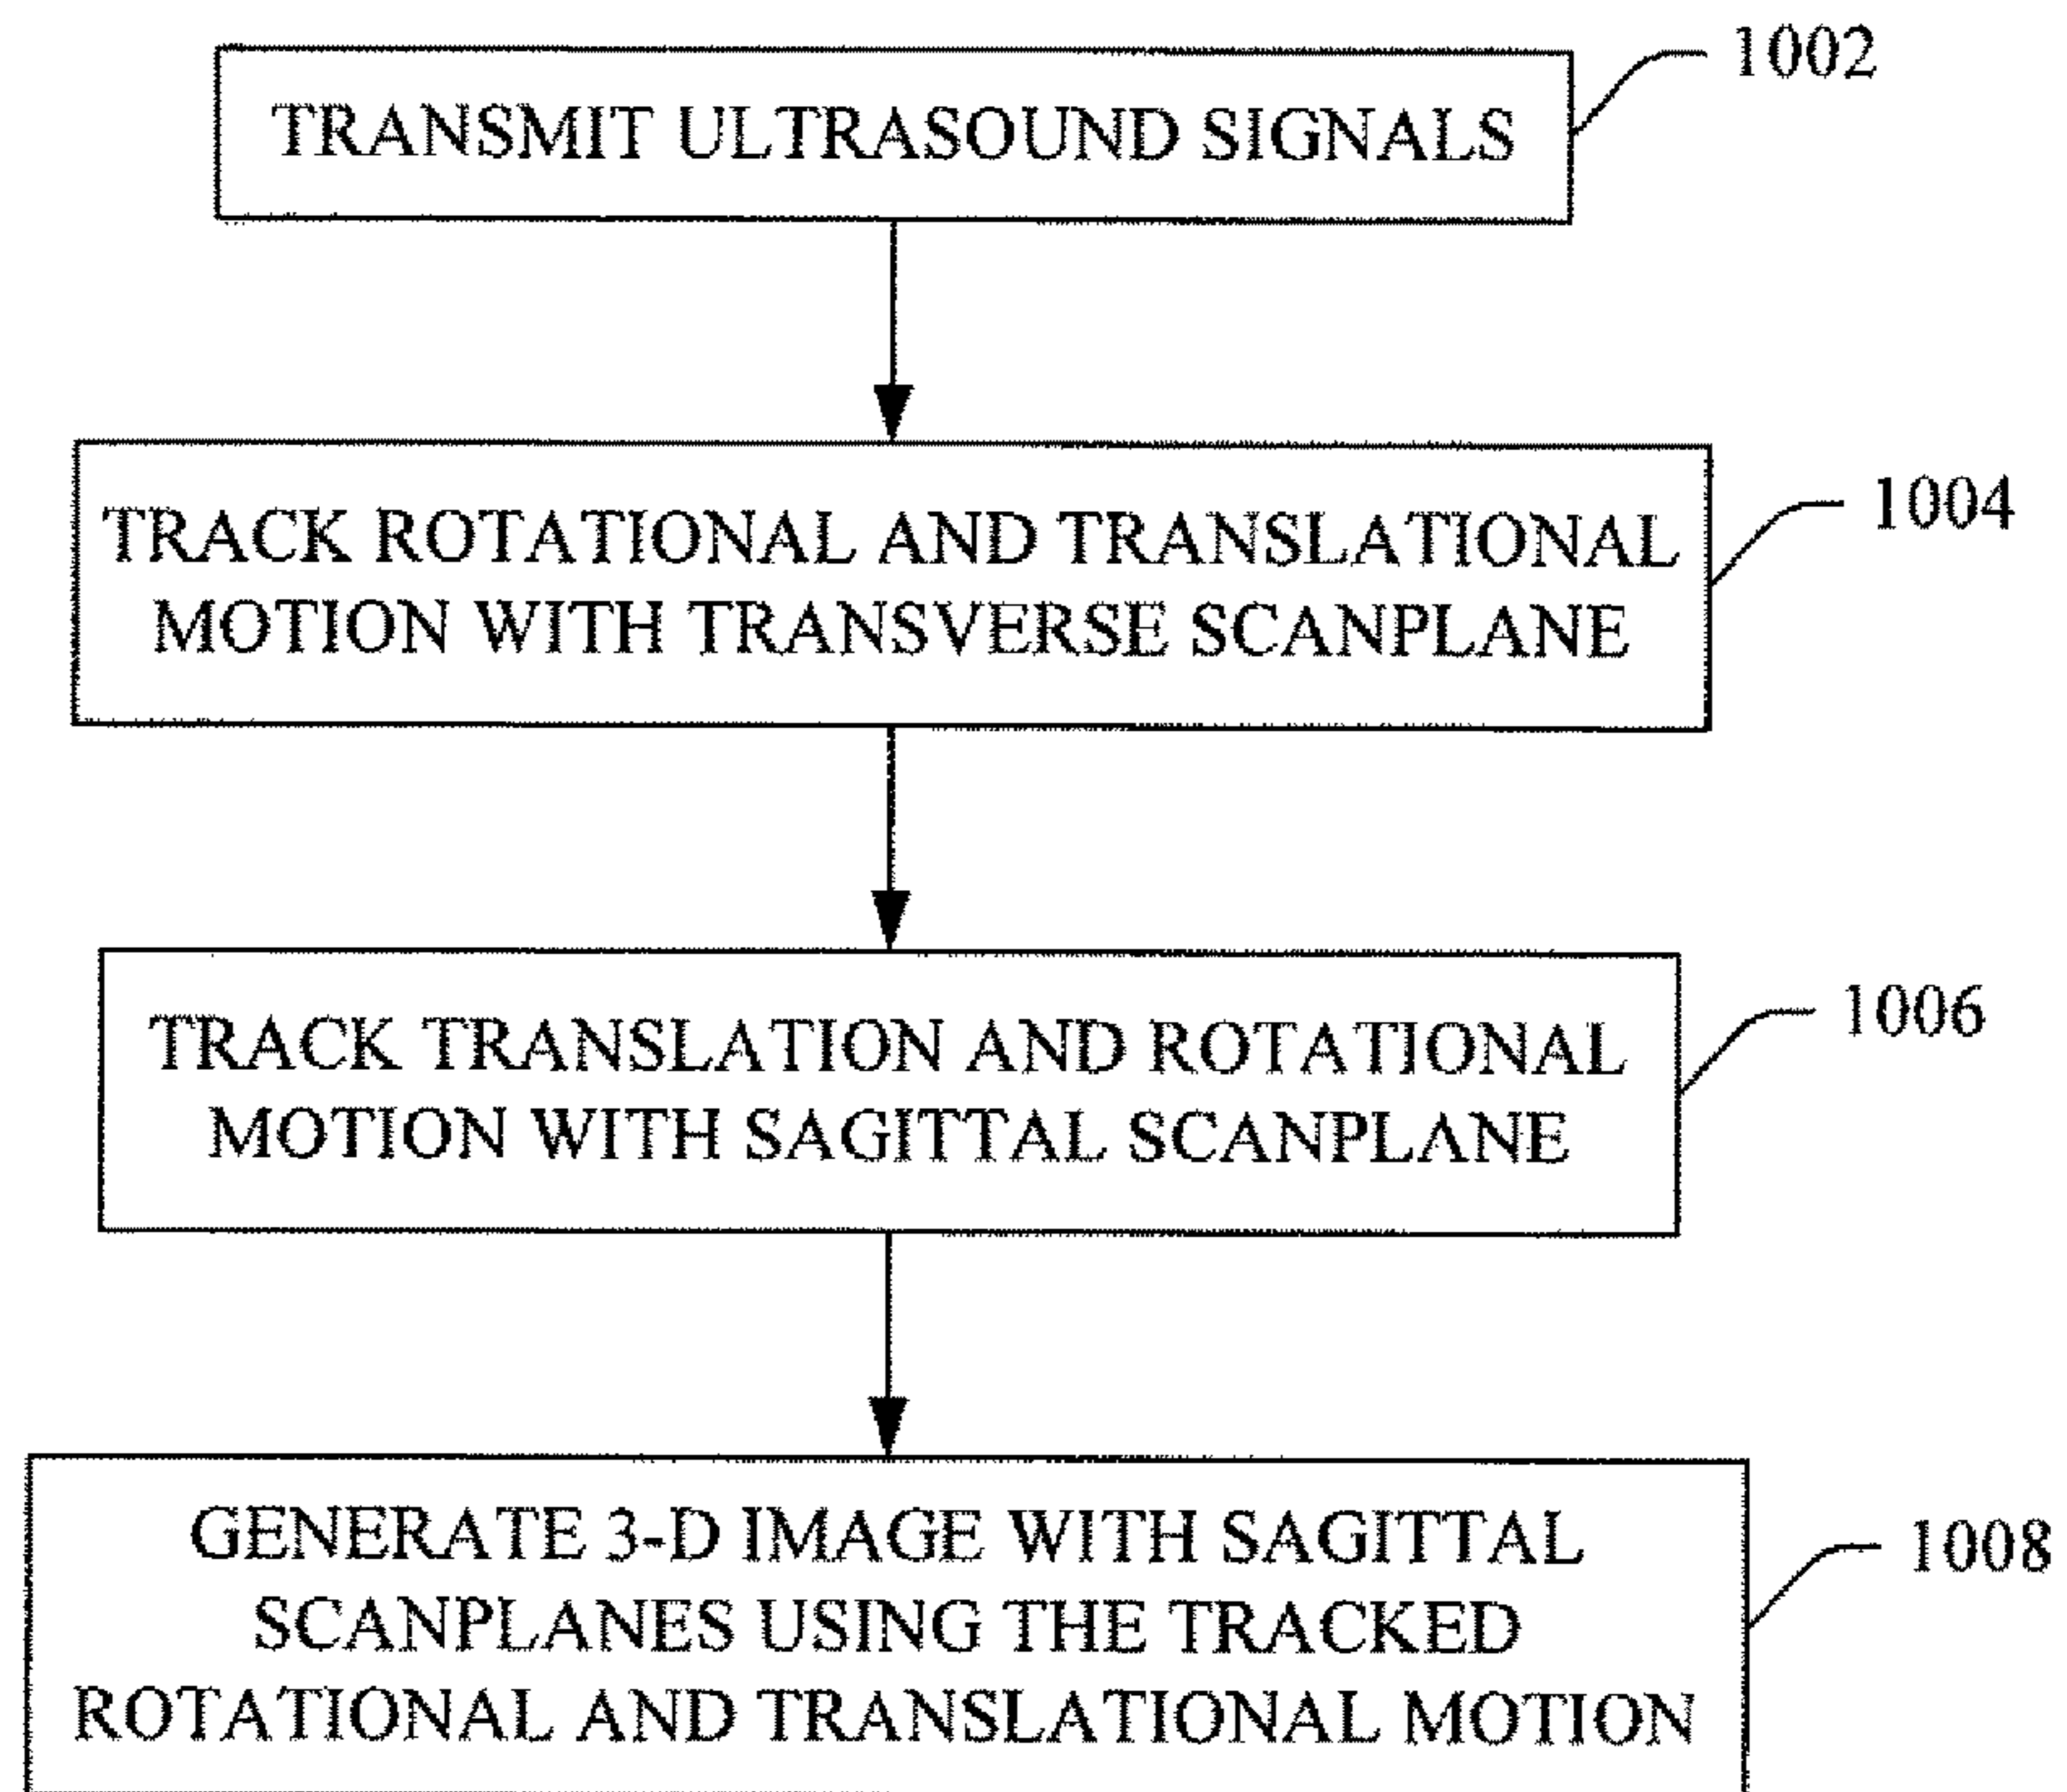 1002
TRANSMIT ULTRASOUND SIGNALS
1004
TRACK ROTATIONAL AND TRANSLATIONAL
MOTION WITH TRANSVERSE SCANPLANE
1006
TRACK TRANSLATION AND ROTATIONAL
MOTION WITH SAGITTAL SCANPLANE
1008
GENERATE 3-D IMAGE WITH SAGITTAL
SCANPLANES USING THE TRACKED
ROTATIONAL AND TRANSLATIONAL MOTION